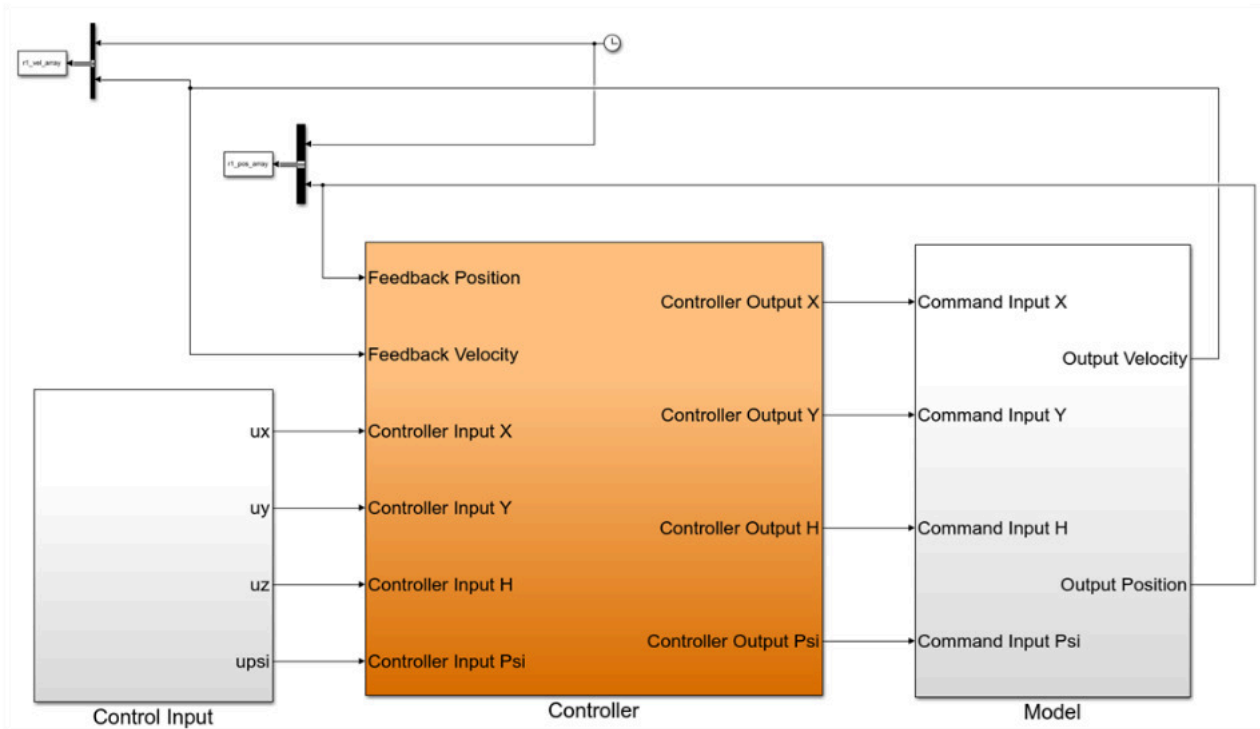 r1_vel_array
r1_pos_array
Feedback Position
Feedback Velocity
Controller Input X
Controller Input Y
Controller Input H
Controller Input Psi
Controller Output X
Controller Output Y
Controller Output H
Controller Output Psi
Command Input X
Command Input Y
Command Input H
Command Input Psi
Output Velocity
Output Position
ux
uy
uz
upsi
Control Input
Controller
Model